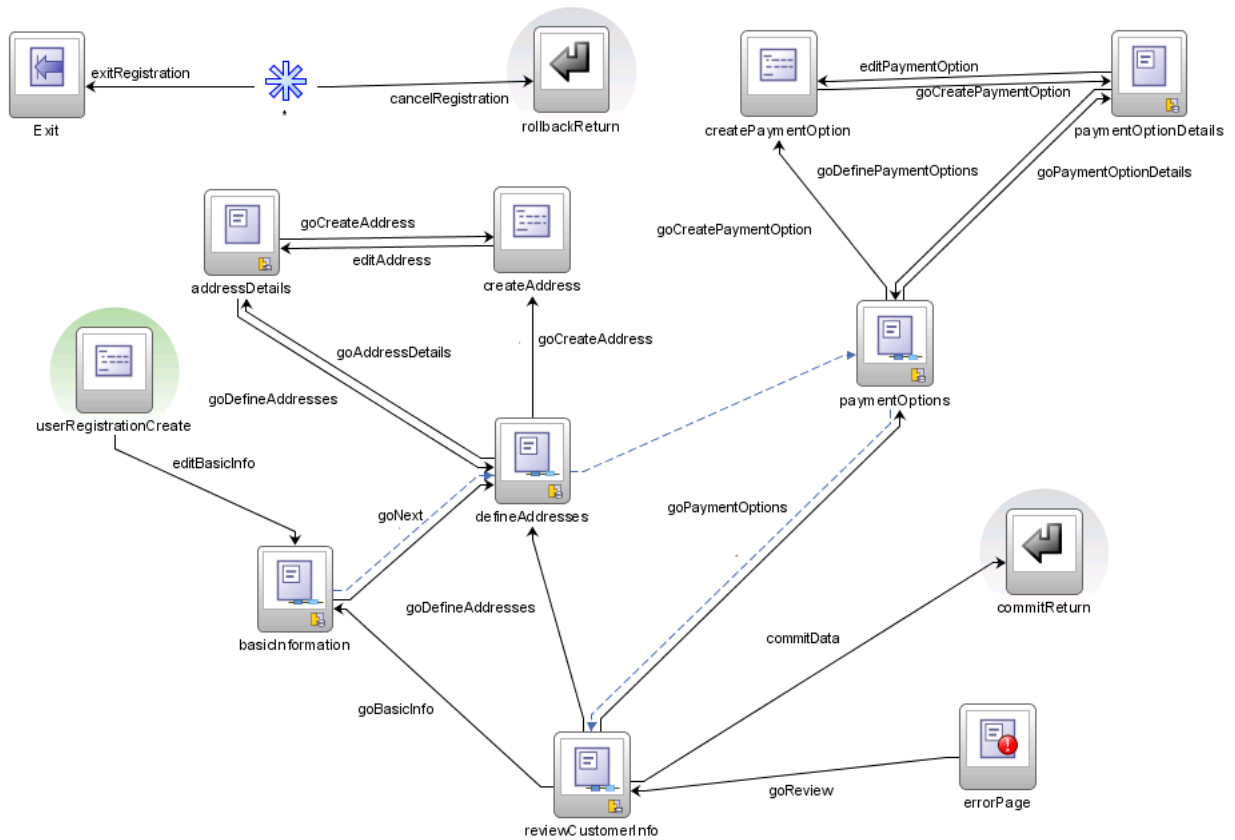 exitRegistration
cancelRegistration
*
Exit
rollbackReturn
editPaymentOption
goCreatePaymentOption
createPaymentOption
paymentOptionDetails
goDefinePaymentOptions
goPaymentOptionDetails
goCreatePaymentOption
goCreateAddress
editAddress
addressDetails
createAddress
goCreateAddress
goAddressDetails
goDefineAddresses
paymentOptions
userRegistrationCreate
editBasicInfo
goNext
defineAddresses
goPaymentOptions
goDefineAddresses
commitReturn
basicInformation
commitData
goBasicInfo
goReview
errorPage
reviewCustomerInfo